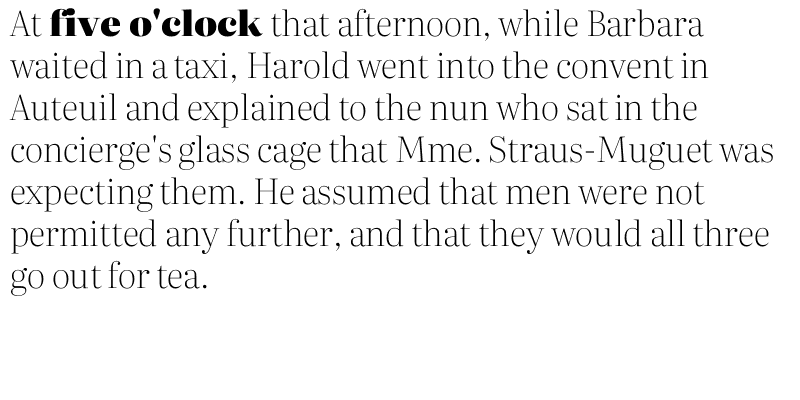 At five o'clock that afternoon, while Barbara
waited in a taxi, Harold went into the convent in
Auteuil and explained to the nun who sat in the
concierge's glass cage that Mme. Straus-Muguet was
expecting them. He assumed that men were not
permitted any further, and that they would all three
go out for tea.